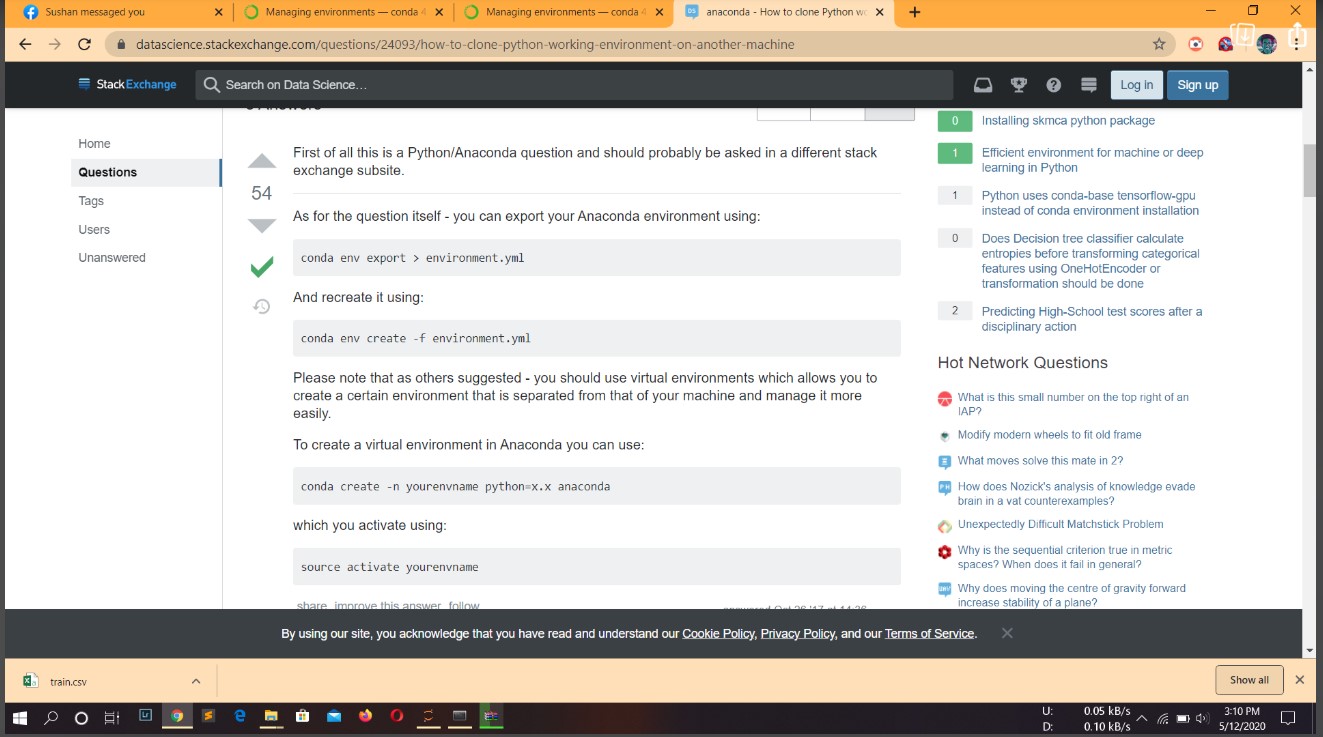 Sushan messaged you
Managing environments — conda 4
Managing environments — conda 4
anaconda - How to clone Python wo
datascience.stackexchange.com/questions/24093/how-to-clone-python-working-environment-on-another-machine
StackExchange
Search on Data Science...
Log in
Sign up
Home
Questions
Tags
Users
Unanswered
First of all this is a Python/Anaconda question and should probably be asked in a different stack
exchange subsite.
54
As for the question itself - you can export your Anaconda environment using:
conda env export > environment.yml
And recreate it using:
conda env create -f environment.yml
Please note that as others suggested - you should use virtual environments which allows you to
create a certain environment that is separated from that of your machine and manage it more
easily.
To create a virtual environment in Anaconda you can use:
conda create -n yourenvname python=x.x anaconda
which you activate using:
source activate yourenvname
share improve this answer follow
0 Installing skmca python package
1 Efficient environment for machine or deep
learning in Python
1 Python uses conda-base tensorflow-gpu
instead of conda environment installation
0 Does Decision tree classifier calculate
entropies before transforming categorical
features using OneHotEncoder or
transformation should be done
2 Predicting High-School test scores after a
disciplinary action
Hot Network Questions
What is this small number on the top right of an
IAP?
Modify modern wheels to fit old frame
What moves solve this mate in 2?
How does Nozick's analysis of knowledge evade
brain in a vat counterexamples?
Unexpectedly Difficult Matchstick Problem
Why is the sequential criterion true in metric
spaces? When does it fail in general?
Why does moving the centre of gravity forward
increase stability of a plane?
By using our site, you acknowledge that you have read and understand our Cookie Policy, Privacy Policy, and our Terms of Service.
train.csv
Show all
U: 0.05 kB/s
D: 0.10 kB/s
3:10 PM
5/12/2020